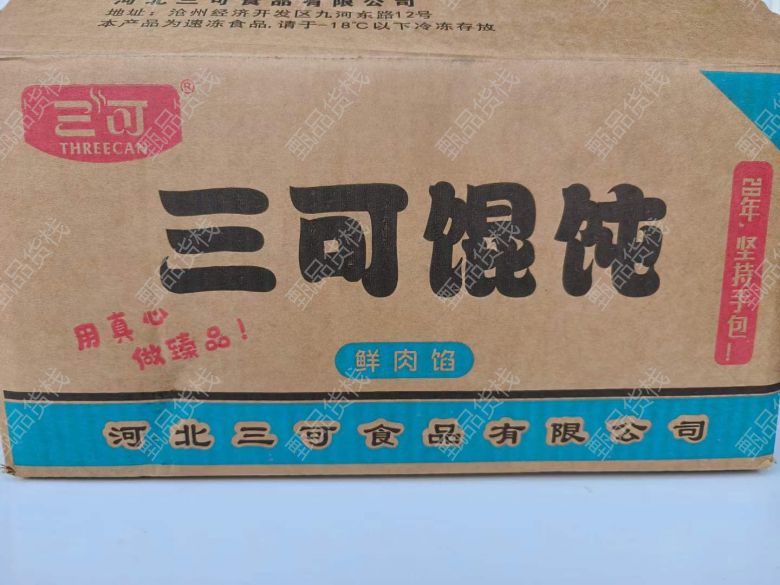 河北三可食品有限公司
地址：沧州经济开发区九河东路12号
本产品为速冻食品，请于-18℃以下冷冻存放
三可®
THREECAN
三可馄饨
28年，坚持手包！
用真心
做臻品！
鲜肉馅
河北三可食品有限公司
甄品货栈